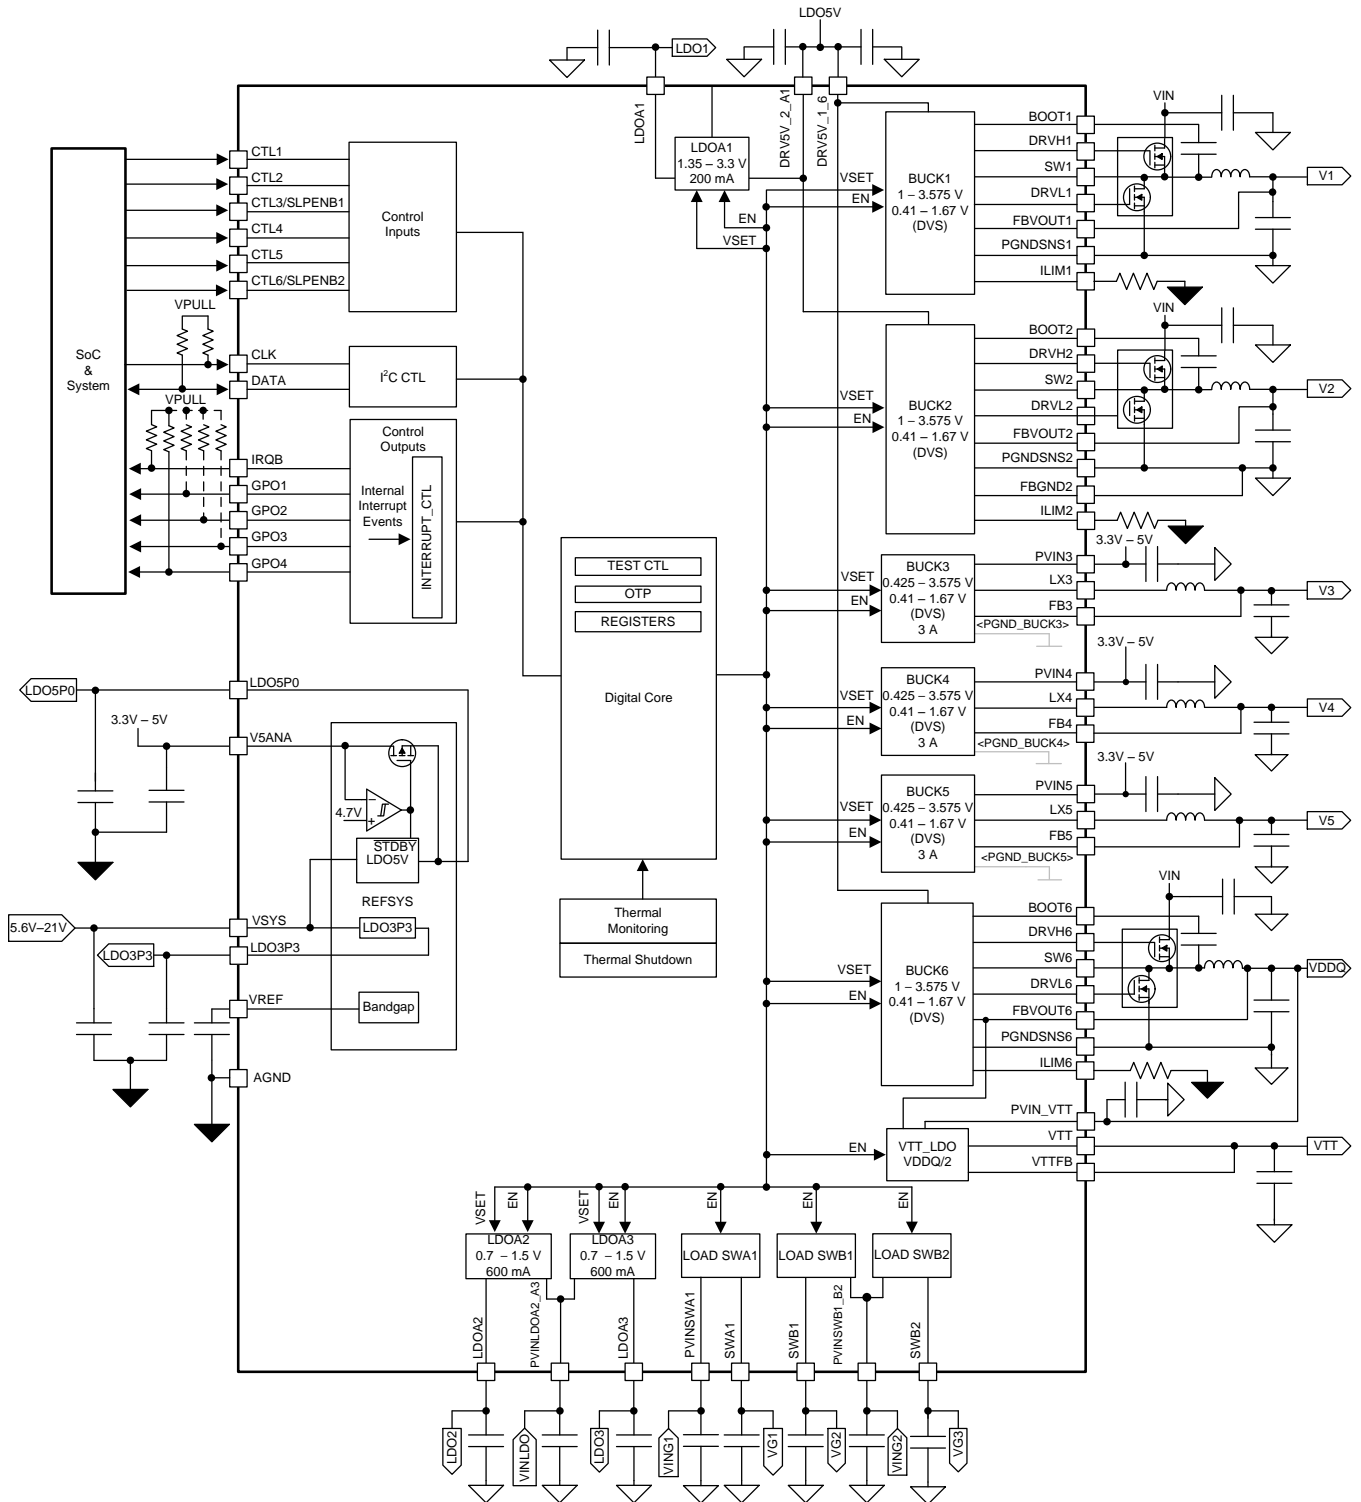 LDO5V
LDO1
LDOA1
DRV5V_2_A1
DRV5V_1_6
LDOA1
1.35 – 3.3 V
200 mA
EN
VSET
SoC
&
System
CTL1
CTL2
CTL3/SLPENB1
CTL4
CTL5
CTL6/SLPENB2
Control
Inputs
VPULL
CLK
DATA
I²C CTL
VPULL
IRQB
GPO1
GPO2
GPO3
GPO4
Control
Outputs
Internal
Interrupt
Events
INTERRUPT_CTL
TEST CTL
OTP
REGISTERS
Digital Core
Thermal
Monitoring
Thermal Shutdown
LDO5P0
LDO5P0
3.3V – 5V
V5ANA
4.7V
–
+
STDBY
LDO5V
REFSYS
5.6V–21V
VSYS
LDO3P3
LDO3P3
LDO3P3
VREF
Bandgap
AGND
VSET
EN
BUCK1
1 – 3.575 V
0.41 – 1.67 V
(DVS)
BOOT1
DRVH1
SW1
DRVL1
FBVOUT1
PGNDSNS1
ILIM1
VIN
V1
VSET
EN
BUCK2
1 – 3.575 V
0.41 – 1.67 V
(DVS)
BOOT2
DRVH2
SW2
DRVL2
FBVOUT2
PGNDSNS2
FBGND2
ILIM2
VIN
V2
VSET
EN
BUCK3
0.425 – 3.575 V
0.41 – 1.67 V
(DVS)
3 A
PVIN3
LX3
FB3
<PGND_BUCK3>
3.3V – 5V
V3
VSET
EN
BUCK4
0.425 – 3.575 V
0.41 – 1.67 V
(DVS)
3 A
PVIN4
LX4
FB4
<PGND_BUCK4>
3.3V – 5V
V4
VSET
EN
BUCK5
0.425 – 3.575 V
0.41 – 1.67 V
(DVS)
3 A
PVIN5
LX5
FB5
<PGND_BUCK5>
3.3V – 5V
V5
VSET
EN
BUCK6
1 – 3.575 V
0.41 – 1.67 V
(DVS)
BOOT6
DRVH6
SW6
DRVL6
FBVOUT6
PGNDSNS6
ILIM6
VIN
VDDQ
EN
VTT_LDO
VDDQ/2
PVIN_VTT
VTT
VTTFB
VTT
VSET
EN
LDOA2
0.7 – 1.5 V
600 mA
VSET
EN
LDOA3
0.7 – 1.5 V
600 mA
EN
LOAD SWA1
EN
LOAD SWB1
EN
LOAD SWB2
LDOA2
PVINLDOA2_A3
LDOA3
PVINSWA1
SWA1
SWB1
PVINSWB1_B2
SWB2
LDO2
VINLDO
LDO3
VING1
VG1
VG2
VING2
VG3